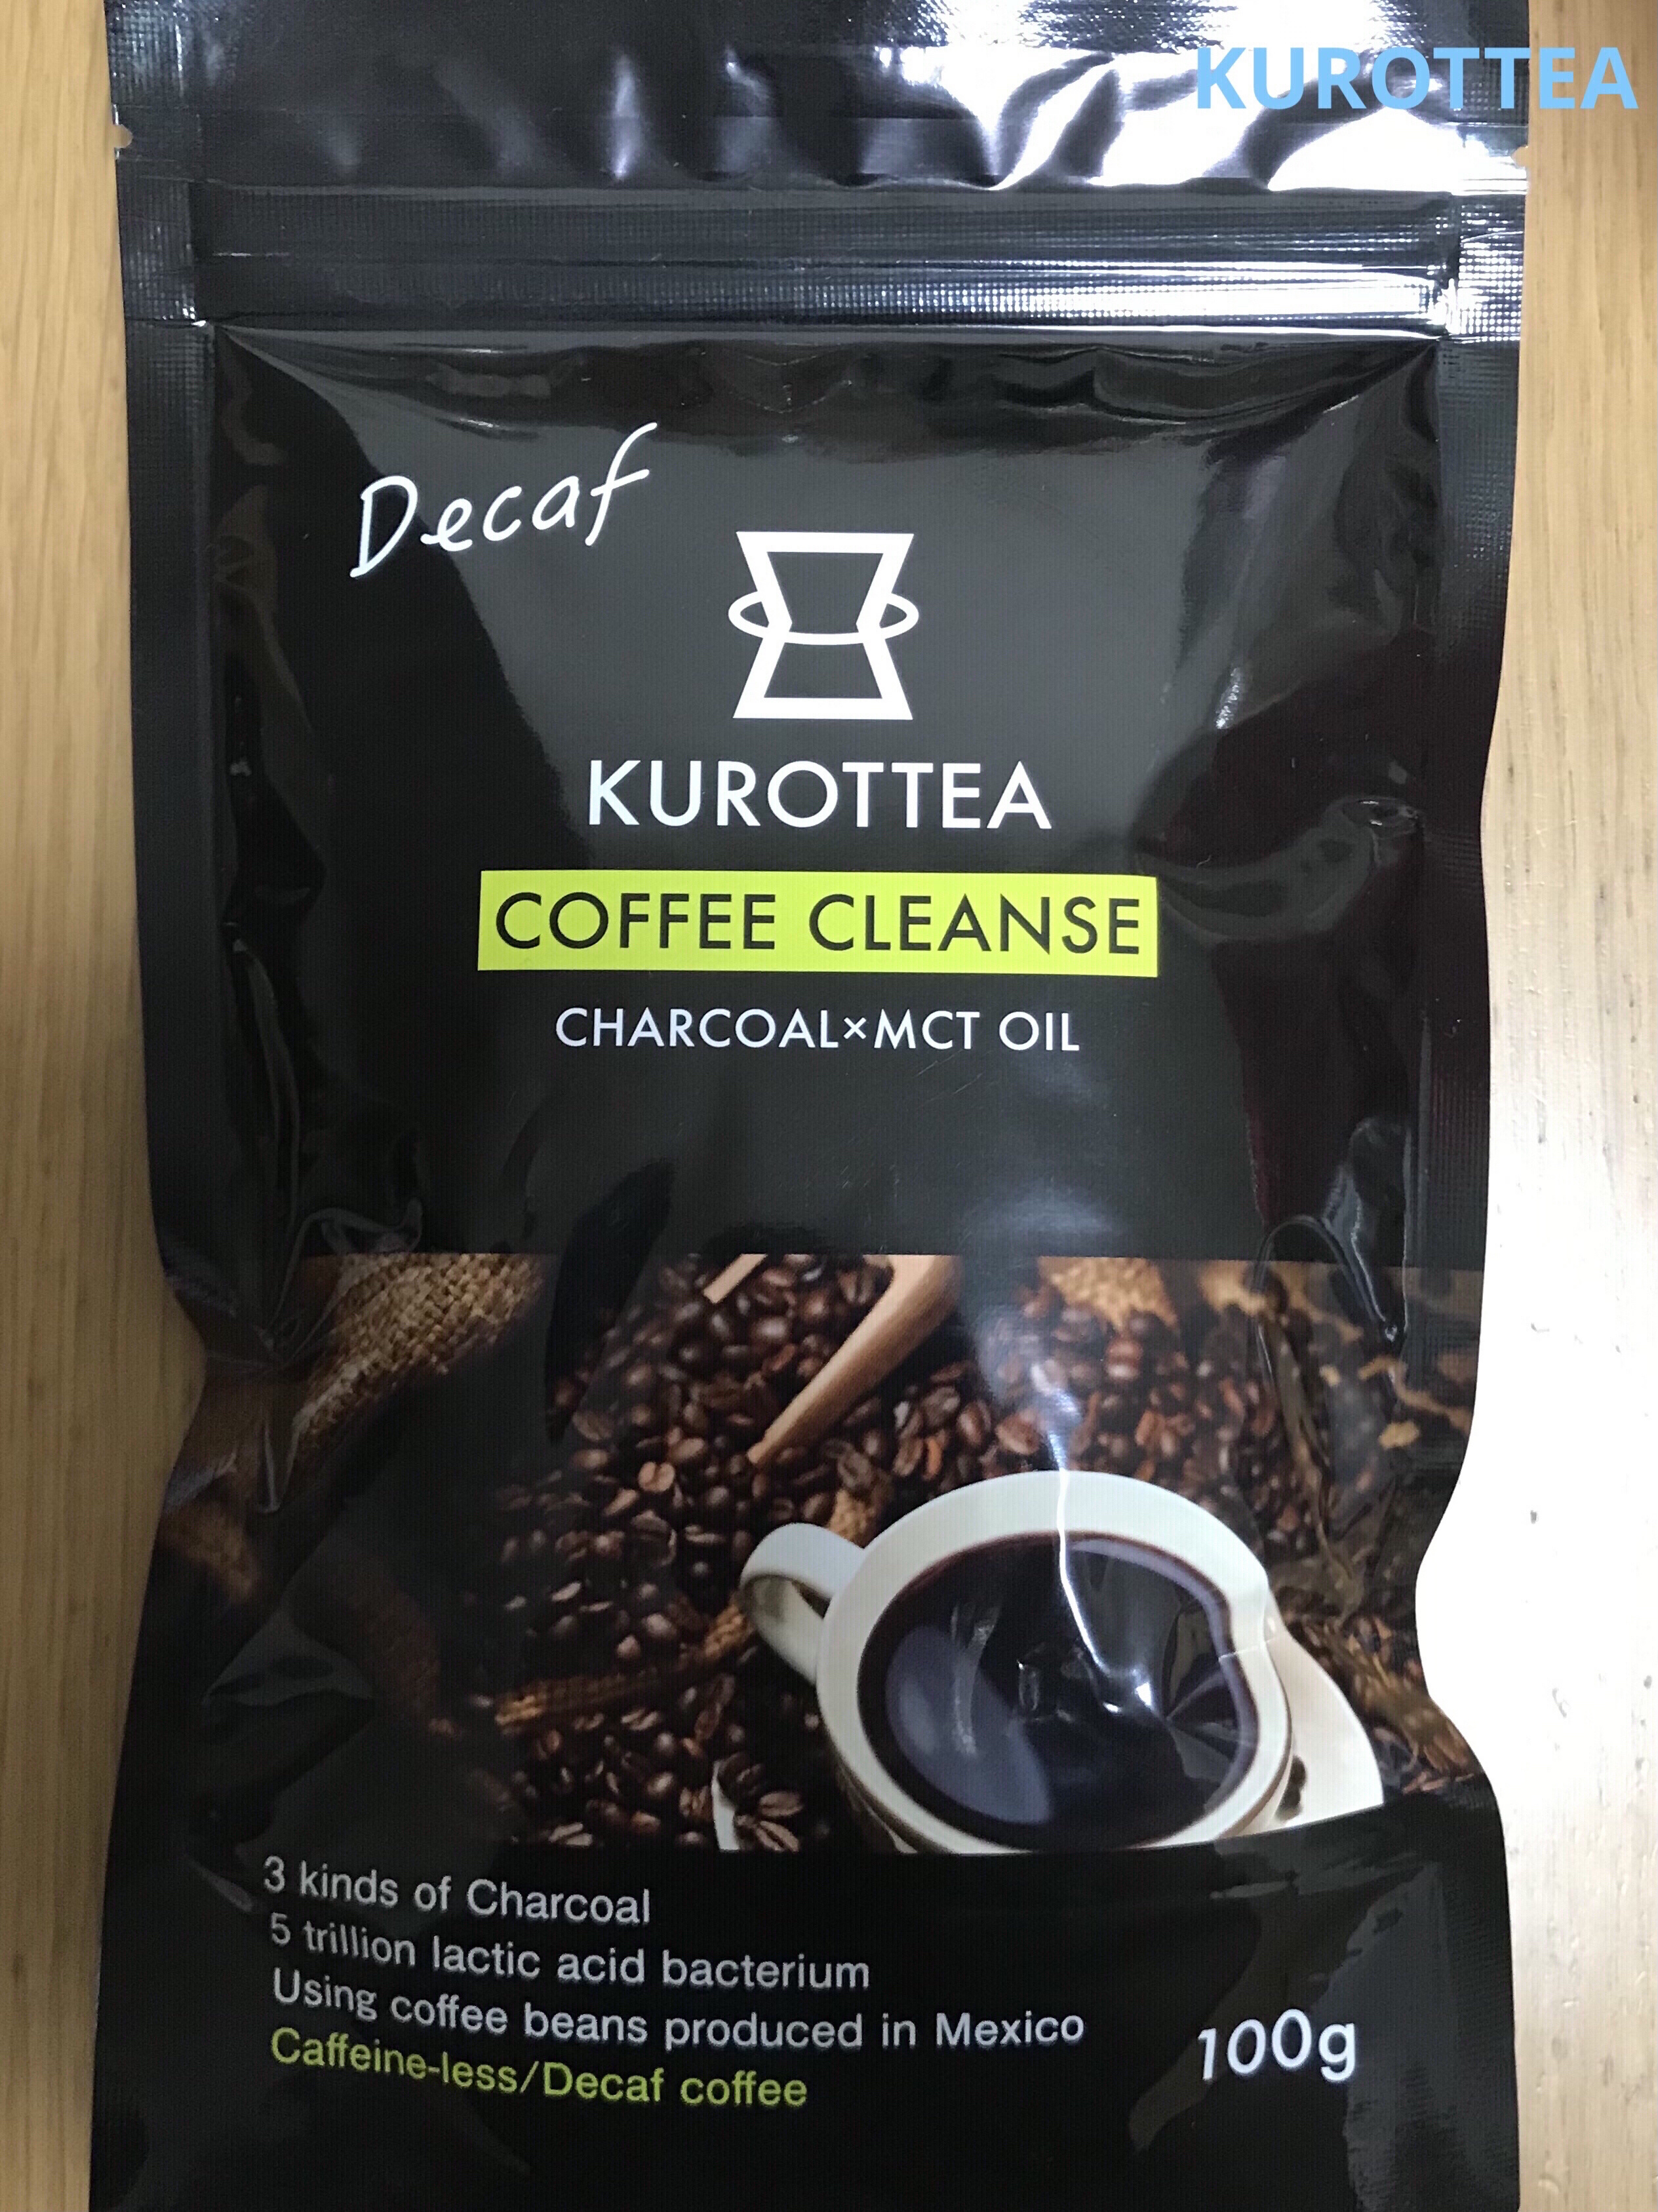 KUROTTEA
Decaf
KUROTTEA
COFFEE CLEANSE
CHARCOAL×MCT OIL
3 kinds of Charcoal
5 trillion lactic acid bacterium
Using coffee beans produced in Mexico
Caffeine-less/Decaf coffee
100g